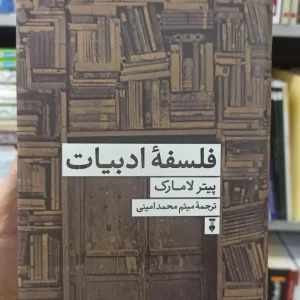 فلسفهٔ ادبیات
پیتر لامارک
ترجمهٔ میثم محمدامینی